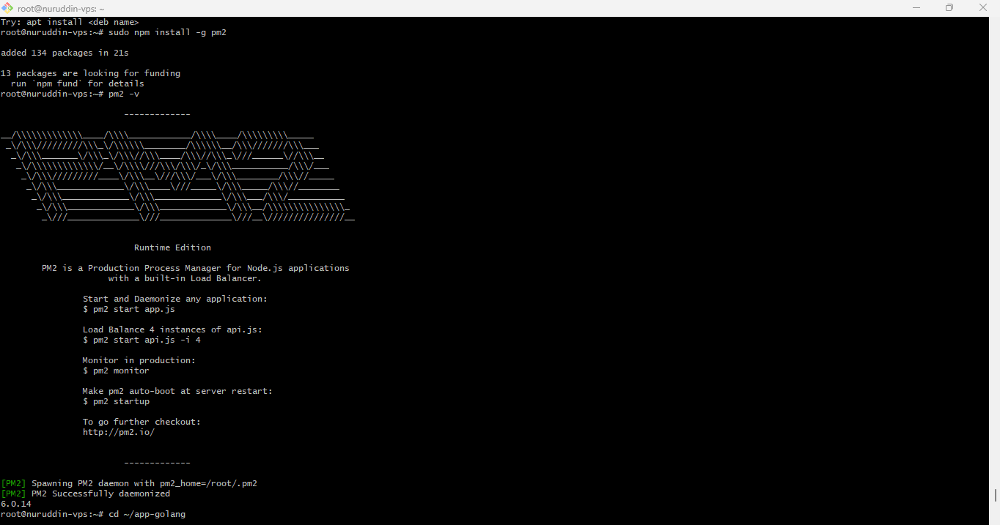 root@nuruddin-vps: ~
Try: apt install <deb name>
root@nuruddin-vps:~# sudo npm install -g pm2
added 134 packages in 21s
13 packages are looking for funding
  run `npm fund` for details
root@nuruddin-vps:~# pm2 -v
-------------
__/\\\\\\\\\\\\\____/\\\\____________/\\\\____/\\\\\\\\\_____
 _\/\\\/////////\\\_\/\\\\\\________/\\\\\\__/\\\///////\\\___
  _\/\\\_______\/\\\_\/\\\//\\\____/\\\//\\\_\///______\//\\\__
   _\/\\\\\\\\\\\\\/__\/\\\\///\\\/\\\/_\/\\\___________/\\\/___
    _\/\\\/////////____\/\\\__\///\\\/___\/\\\________/\\\//_____
     _\/\\\_____________\/\\\____\///_____\/\\\_____/\\\//________
      _\/\\\_____________\/\\\_____________\/\\\___/\\\/___________
       _\/\\\_____________\/\\\_____________\/\\\__/\\\\\\\\\\\\\\\_
        _\///______________\///______________\///__\///////////////__
Runtime Edition
PM2 is a Production Process Manager for Node.js applications
with a built-in Load Balancer.
Start and Daemonize any application:
$ pm2 start app.js
Load Balance 4 instances of api.js:
$ pm2 start api.js -i 4
Monitor in production:
$ pm2 monitor
Make pm2 auto-boot at server restart:
$ pm2 startup
To go further checkout:
http://pm2.io/
-------------
[PM2] Spawning PM2 daemon with pm2_home=/root/.pm2
[PM2] PM2 Successfully daemonized
6.0.14
root@nuruddin-vps:~# cd ~/app-golang